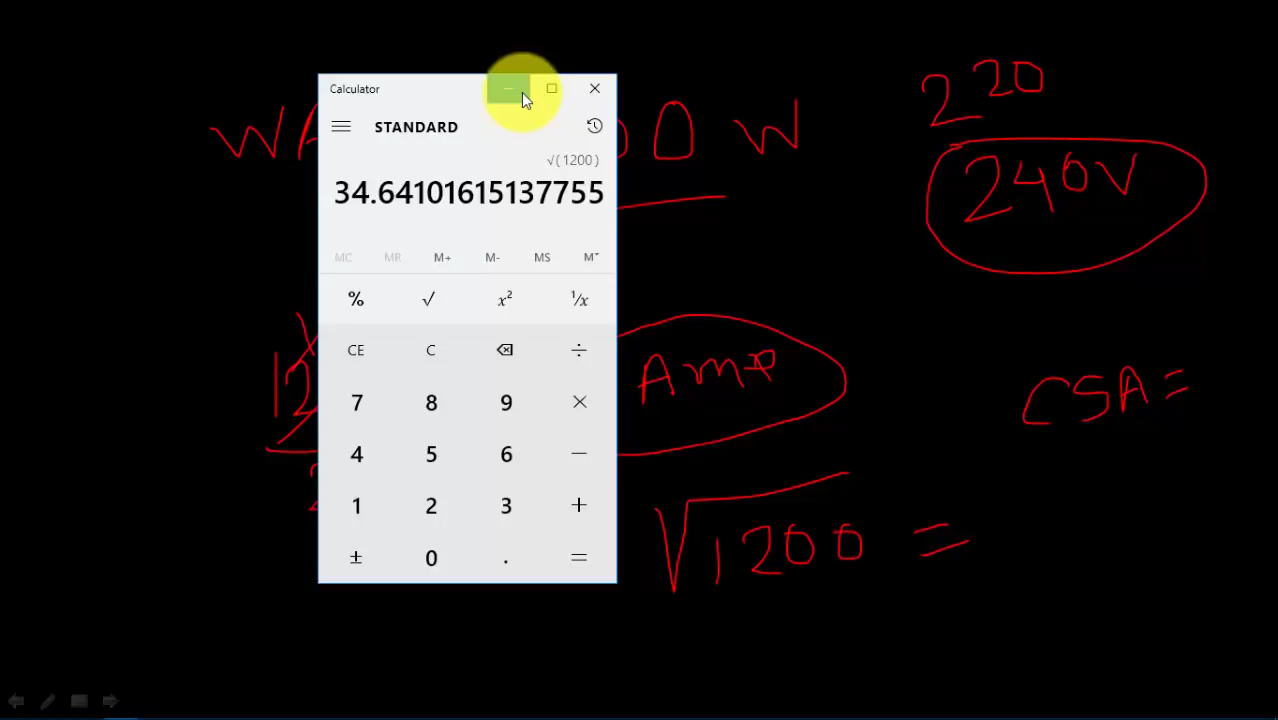 220
Calculator
STANDARD
W
W
240V
√(1200)
34.64101615137755
MC MR M+ M- MS M˅
% √ x² ¹/x
CE C ⌫ ÷
12
Amp
CSA=
7 8 9 ×
4 5 6 −
1 2 3 +
√1200 =
± 0 . =